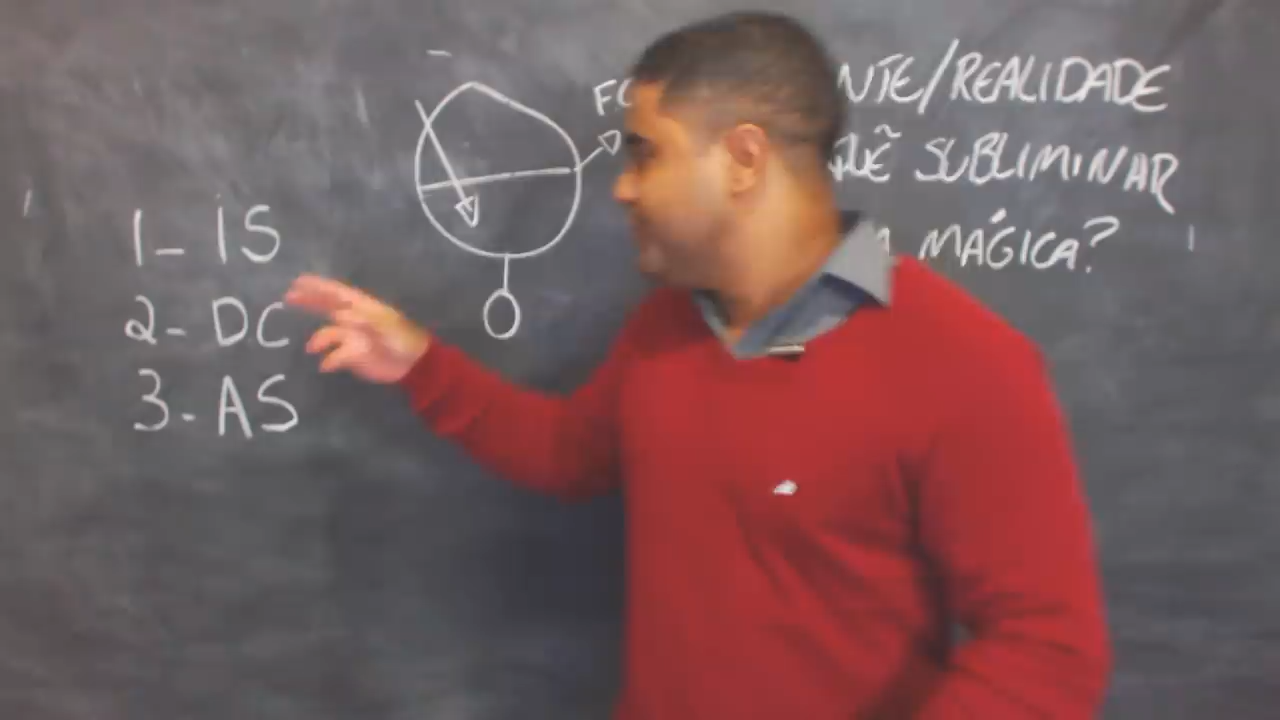 F.C
NTE/REALIDADE
QUÊ SUBLIMINAR
A MÁGICA?
1- IS
2- DC
3- AS